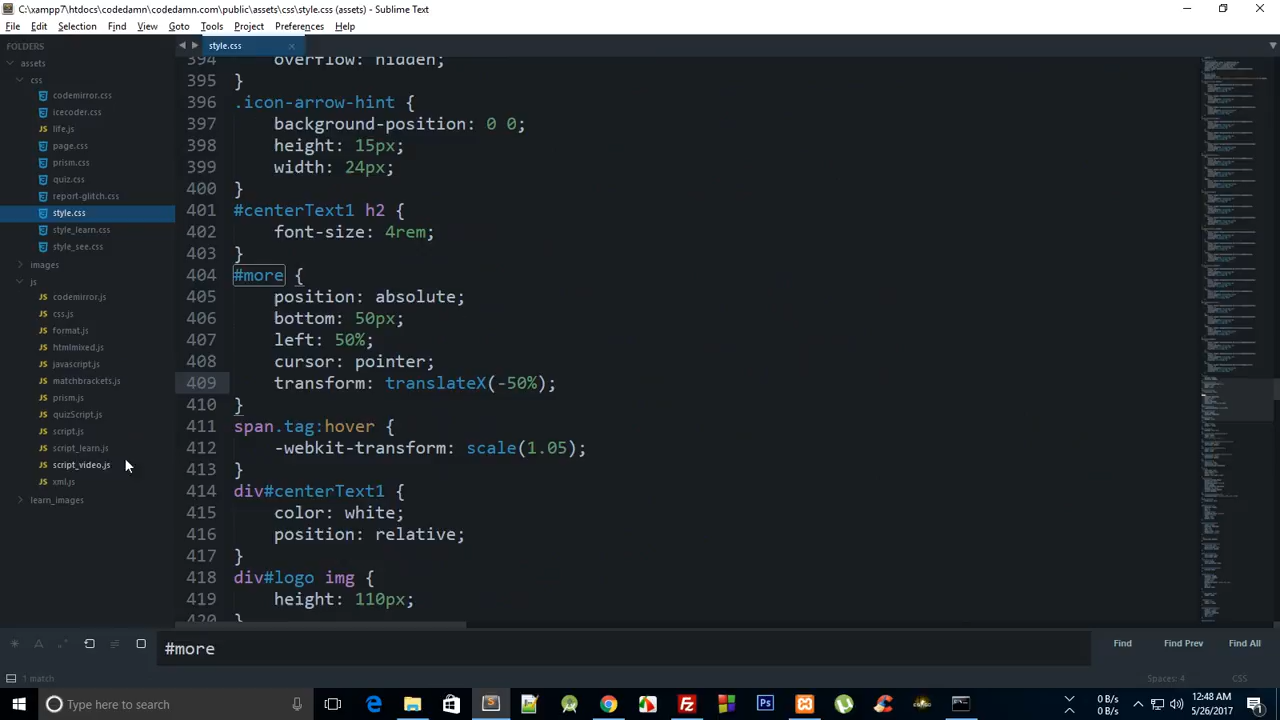 C:\xampp7\htdocs\codedamn\codedamn.com\public\assets\css\style.css (assets) - Sublime Text
File Edit Selection Find View Goto Tools Project Preferences Help
FOLDERS
style.css
assets
css
codemirror.css
icecoder.css
life.js
page.css
prism.css
quiz.css
report-glitch.css
style.css
style_learn.css
style_see.css
images
js
codemirror.js
css.js
format.js
htmlmixed.js
javascript.js
matchbrackets.js
prism.js
quizScript.js
script.js
script_learn.js
script_video.js
xml.js
learn_images
394 overflow: hidden;
395 }
396 .icon-arrow-hint {
397 background-position: 0 0;
398 height: 15px;
399 width: 24px;
400 }
401 #centerText1 h2 {
402 font-size: 4rem;
403 }
404 #more {
405 position: absolute;
406 bottom: 50px;
407 left: 50%;
408 cursor: pointer;
409 transform: translateX(-50%);
410 }
411 span.tag:hover {
412 -webkit-transform: scale(1.05);
413 }
414 div#centerText1 {
415 color: white;
416 position: relative;
417 }
418 div#logo img {
419 height: 110px;
420 }
#more
Find Find Prev Find All
1 match
Spaces: 4 CSS
Type here to search
0 B/s
0 B/s
12:48 AM
5/26/2017
1